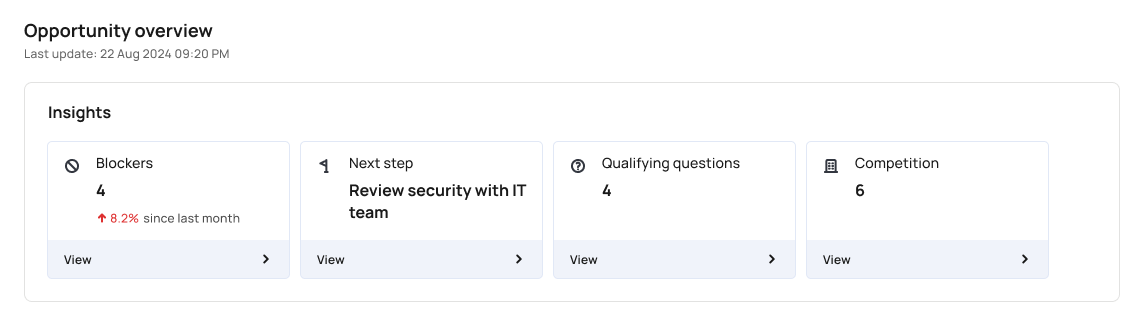 Opportunity overview
Last update: 22 Aug 2024 09:20 PM
Insights
Blockers
4
8.2% since last month
View
Next step
Review security with IT
team
View
Qualifying questions
4
View
Competition
6
View